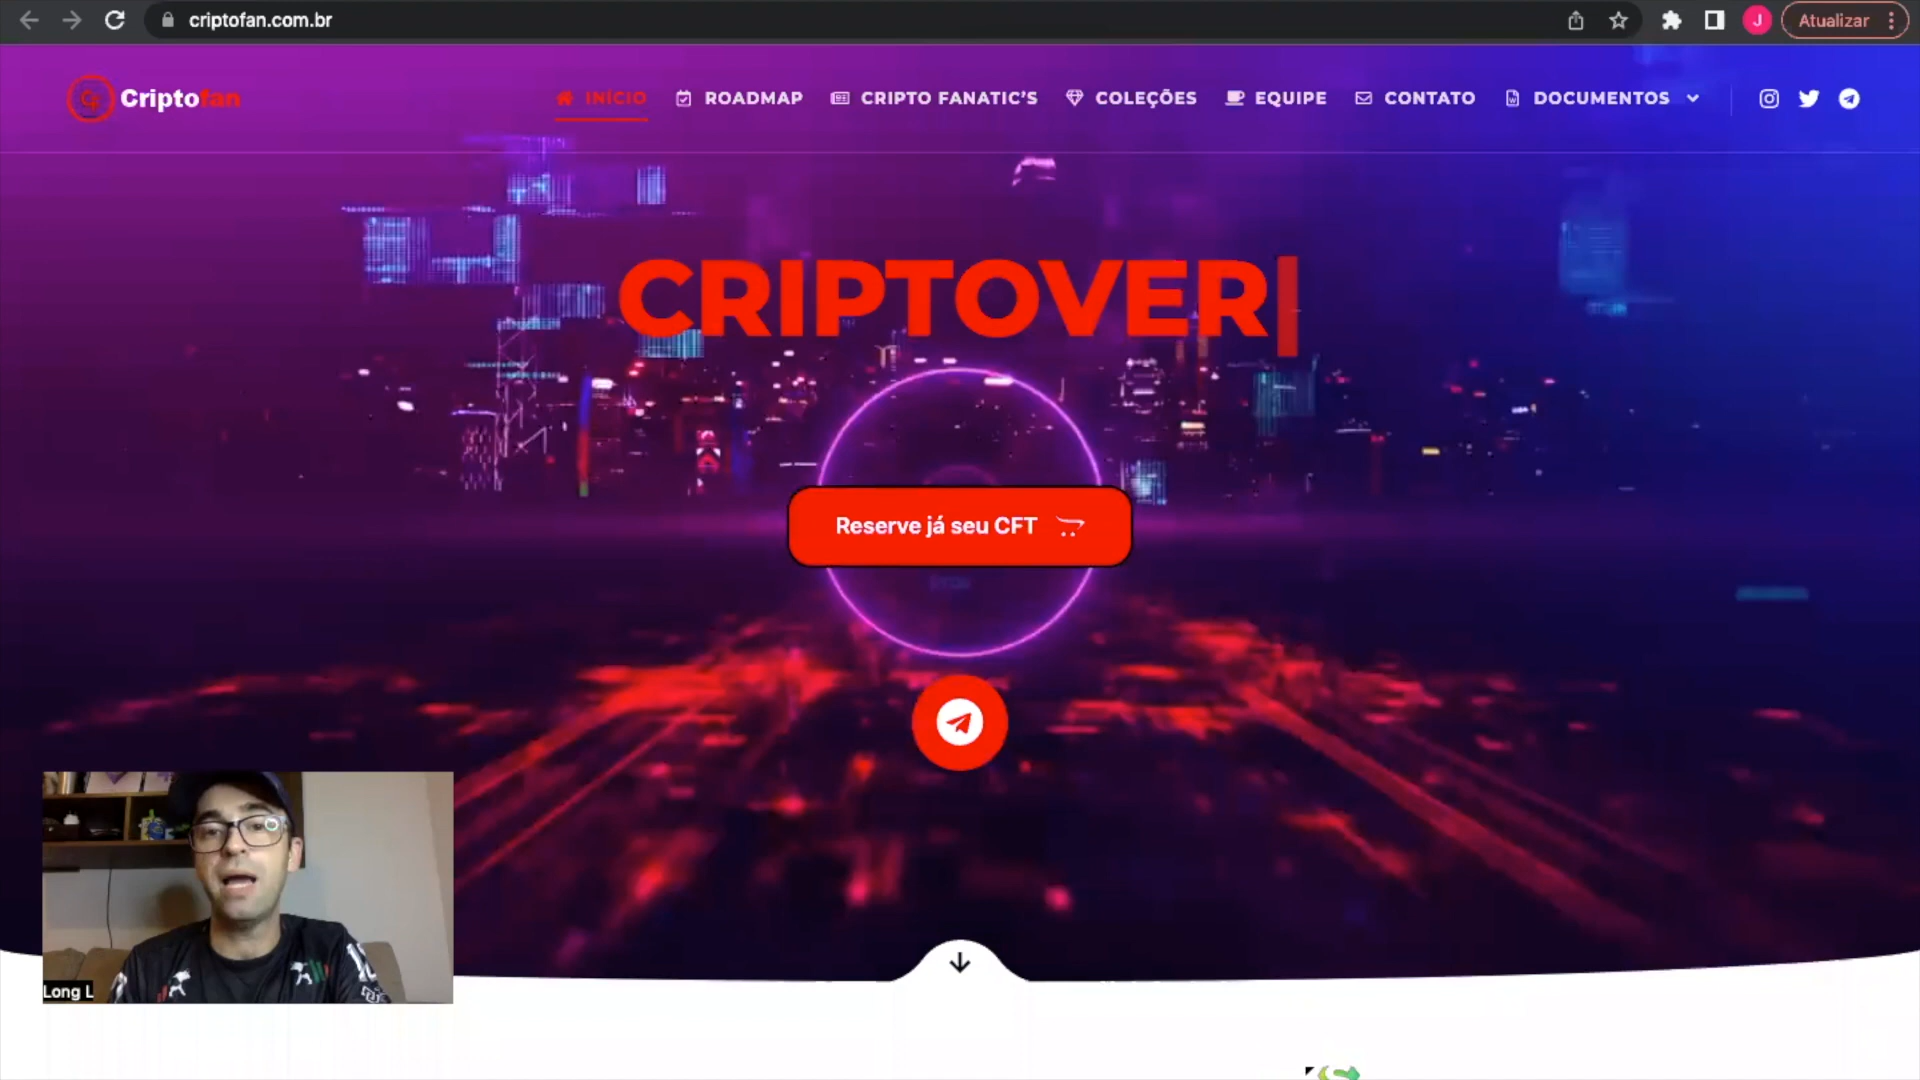 criptofan.com.br
Atualizar
J
Criptofan
INÍCIO
ROADMAP
CRIPTO FANATIC'S
COLEÇÕES
EQUIPE
CONTATO
DOCUMENTOS
CRIPTOVER
Reserve já seu CFT
Long L